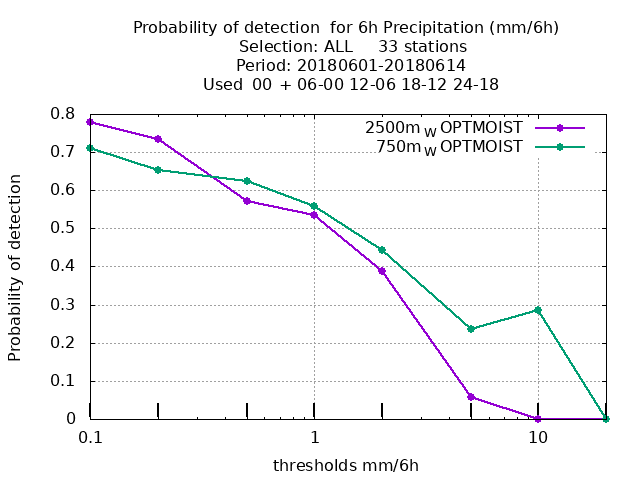 Probability of detection  for 6h Precipitation (mm/6h)
Selection: ALL     33 stations
Period: 20180601-20180614
Used  00  + 06-00 12-06 18-12 24-18
2500m W OPTMOIST
750m W OPTMOIST
Probability of detection
0.8
0.7
0.6
0.5
0.4
0.3
0.2
0.1
0
0.1 1 10
thresholds mm/6h